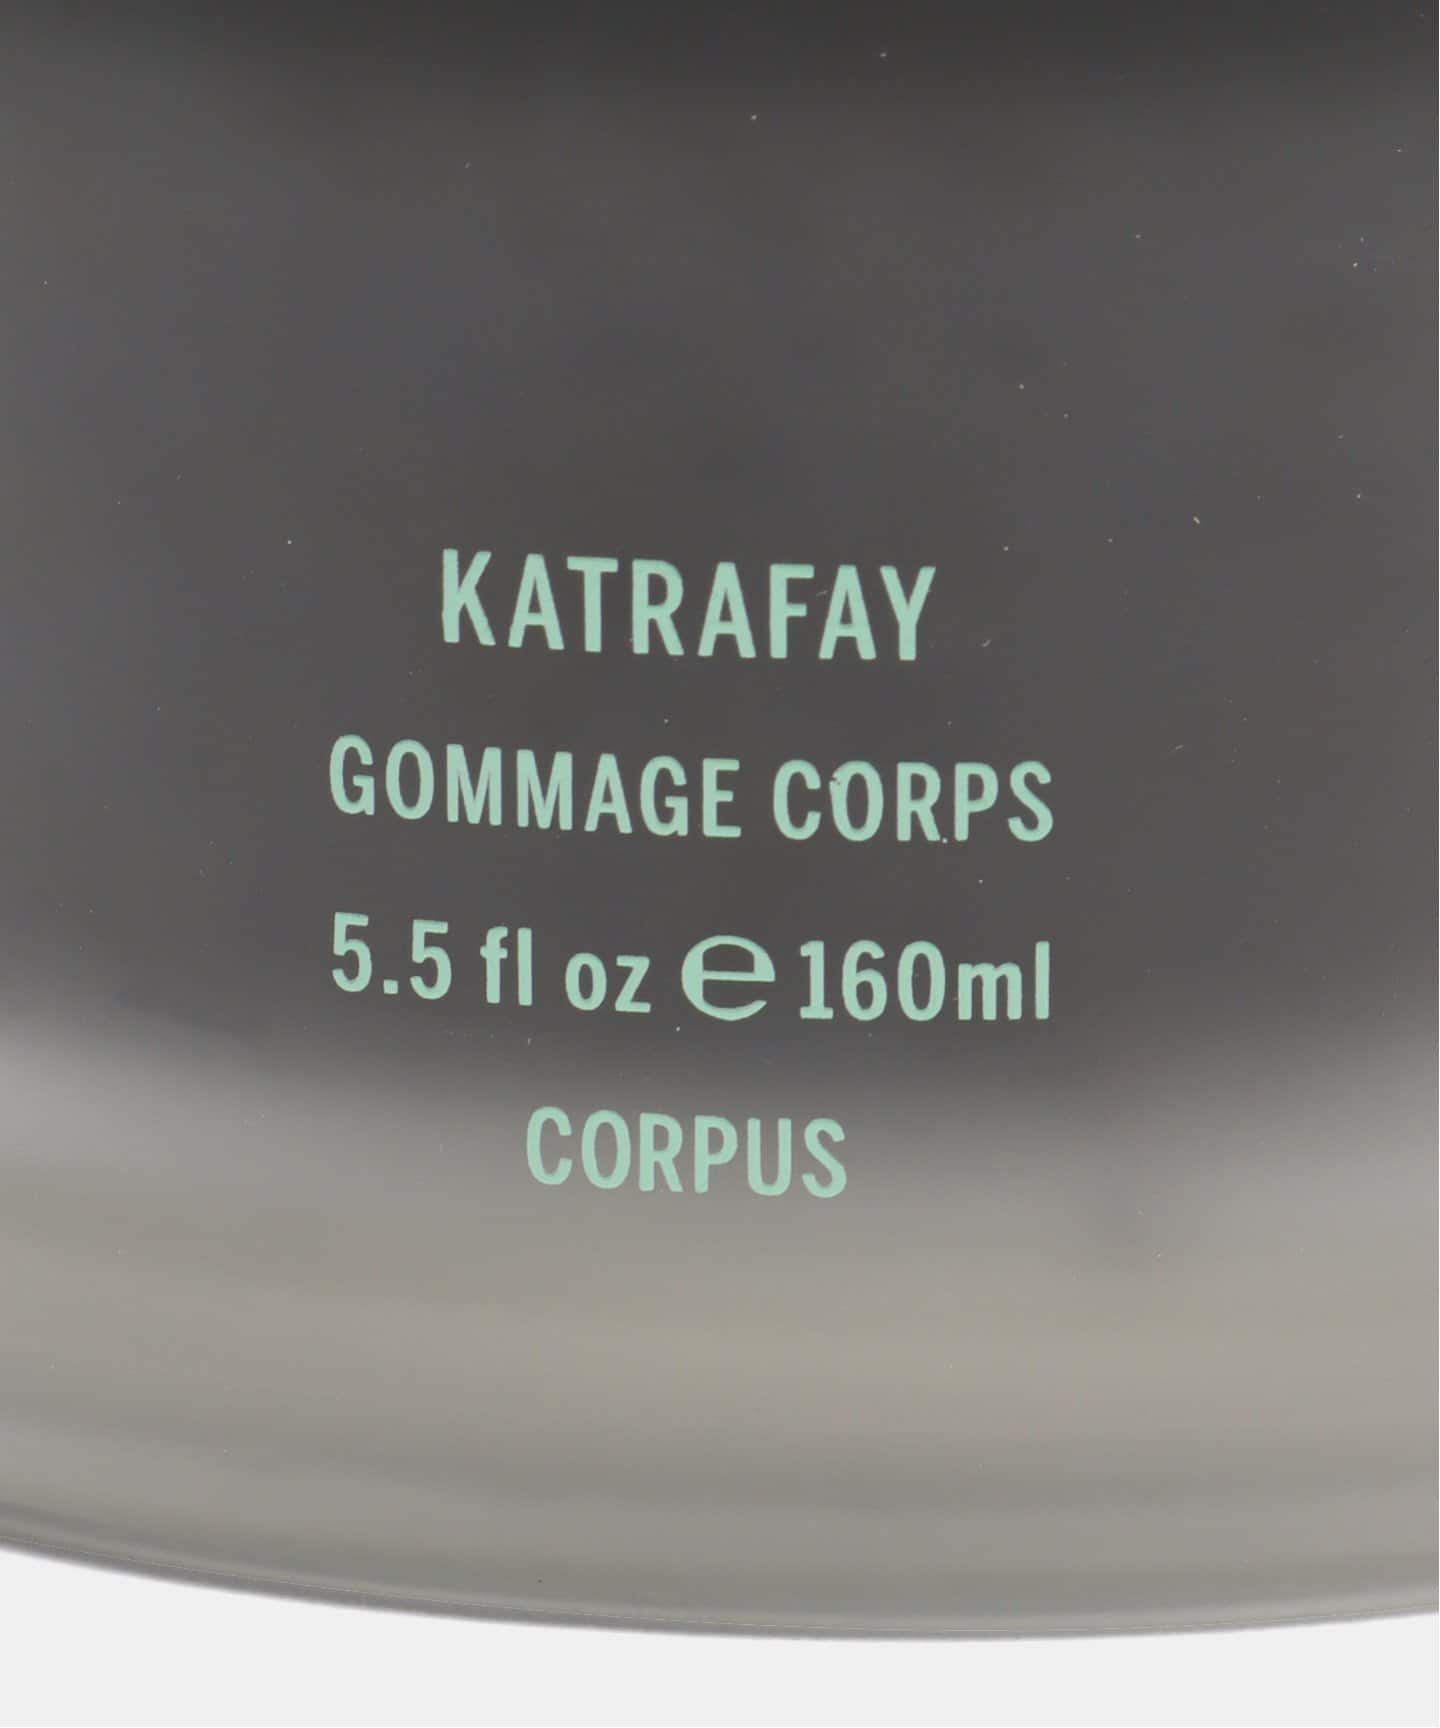 KATRAFAY
GOMMAGE CORPS
5.5 fl oz ℮ 160ml
CORPUS